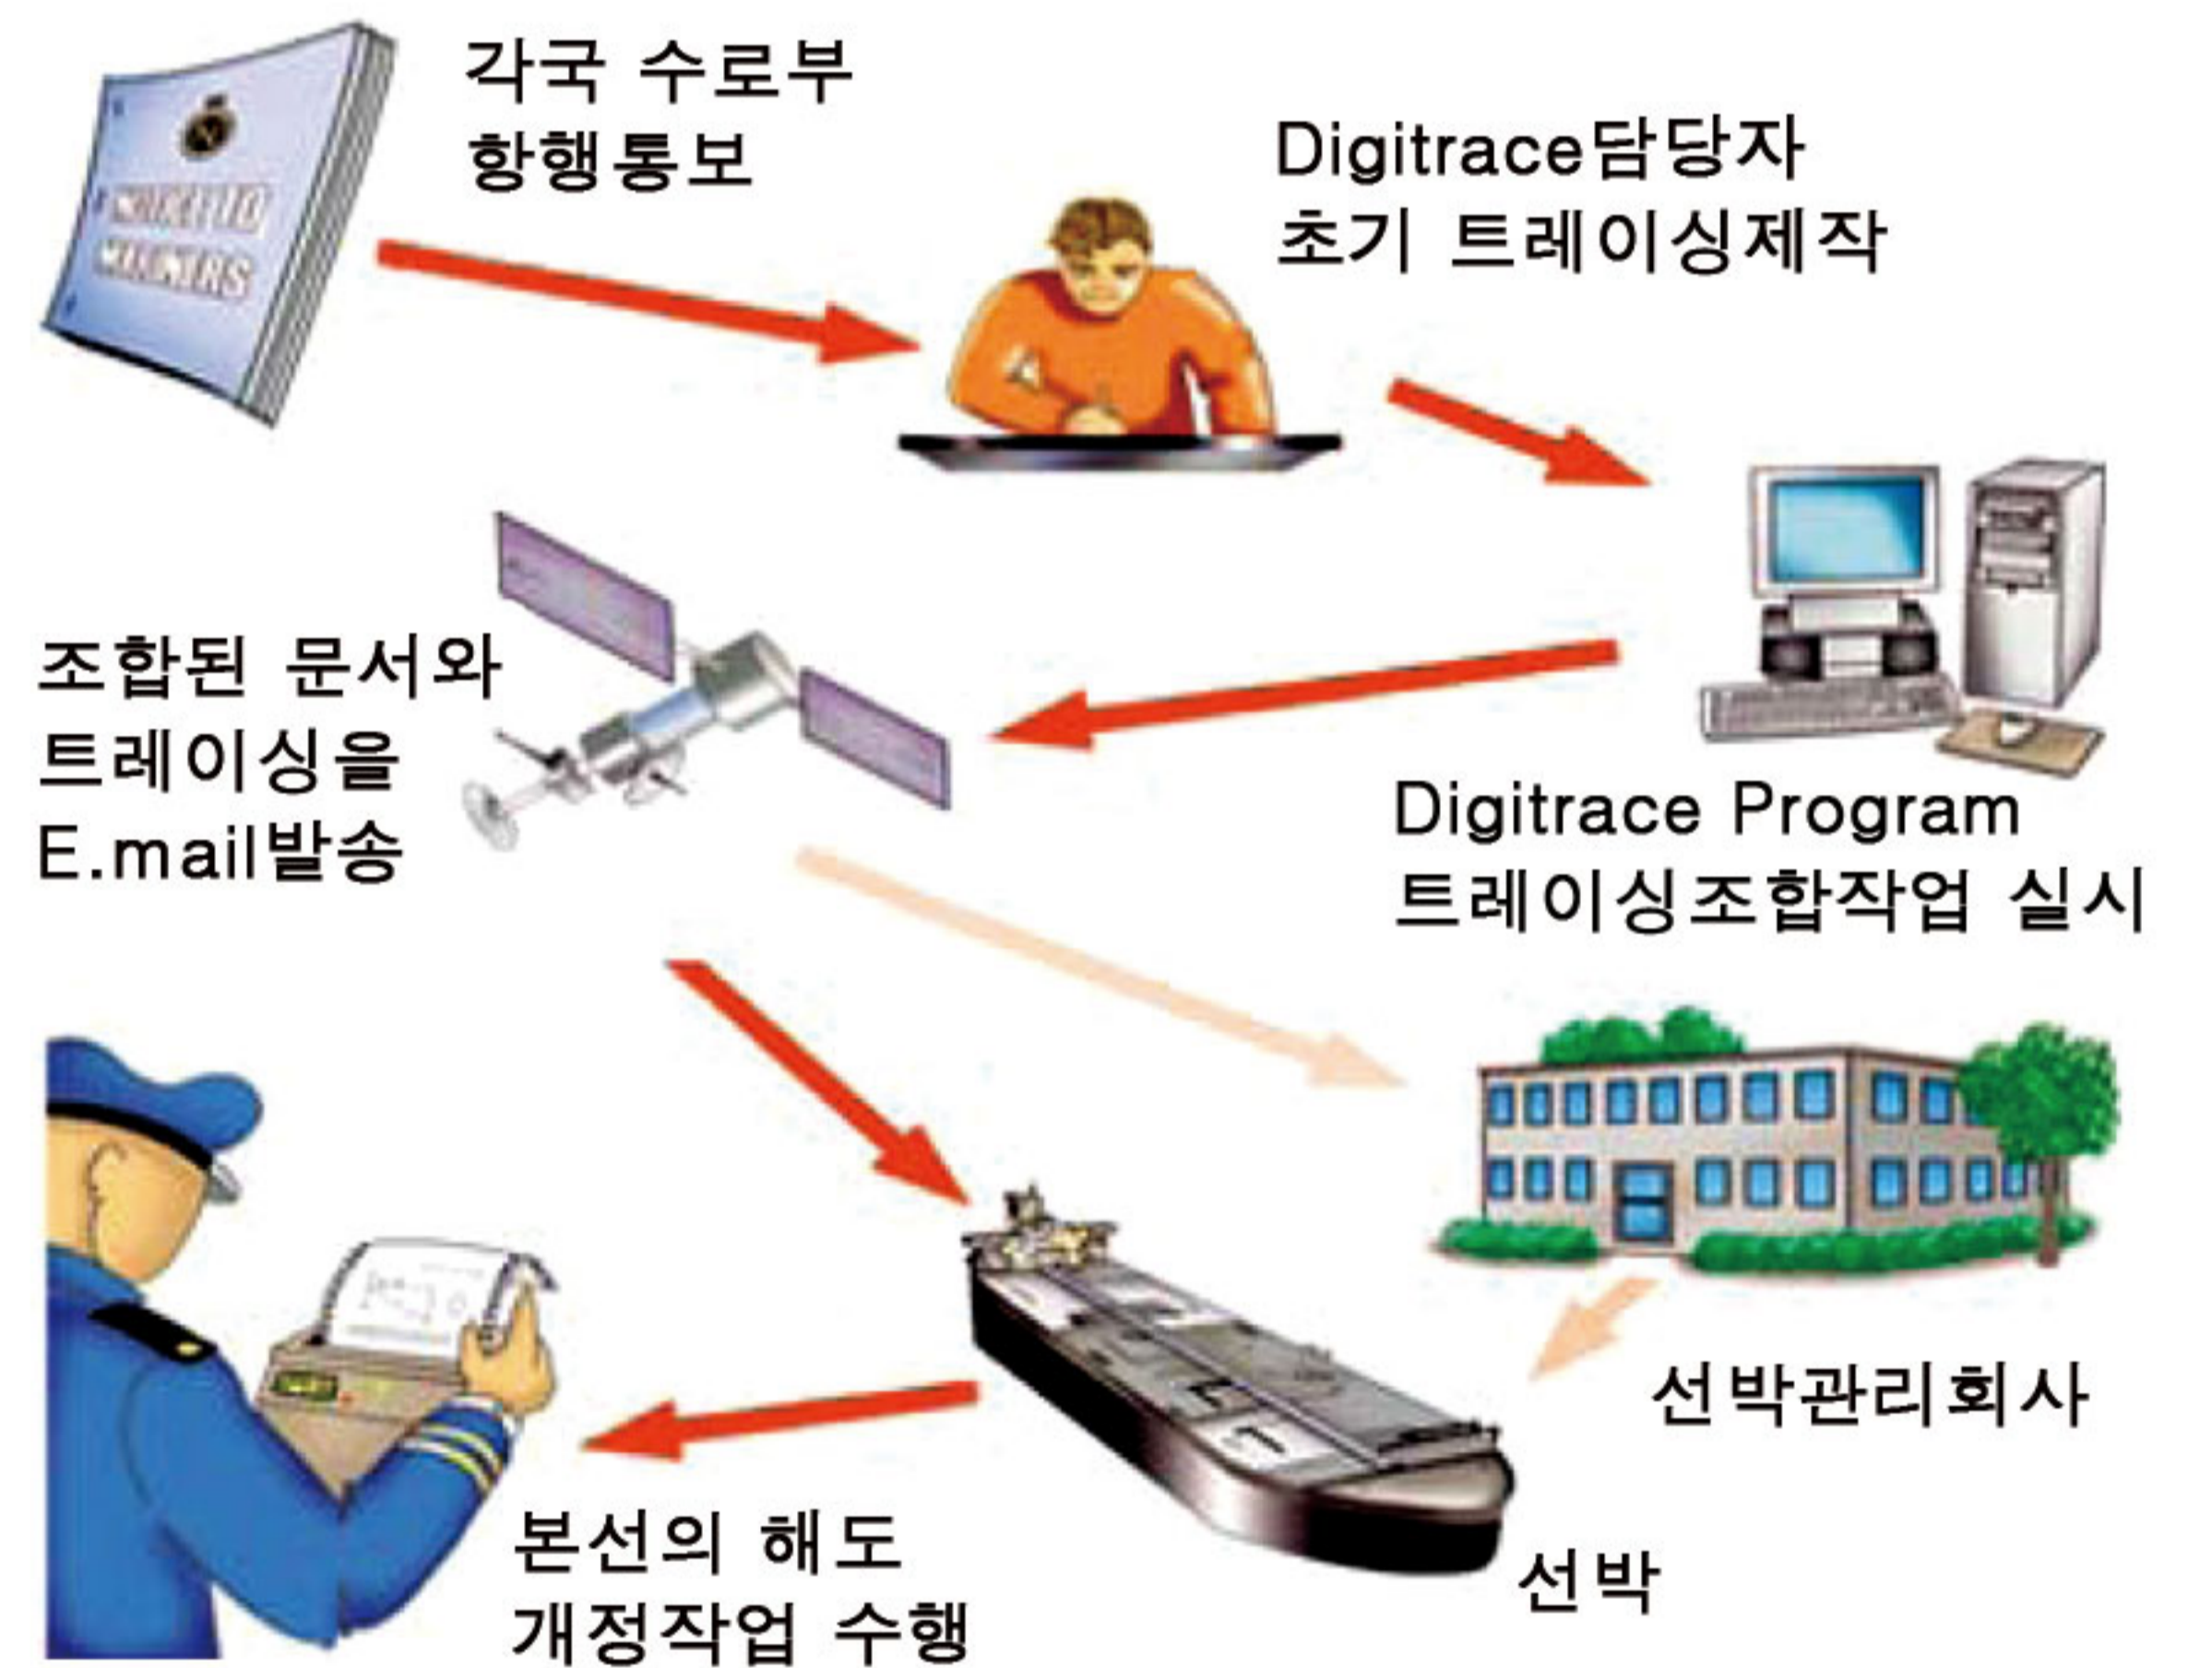 각국 수로부
항행통보
Digitrace담당자
초기 트레이싱제작
MARINERS
조합된 문서와
트레이싱을
E.mail발송
Digitrace Program
트레이싱조합작업 실시
선박관리회사
본선의 해도
개정작업 수행
선박